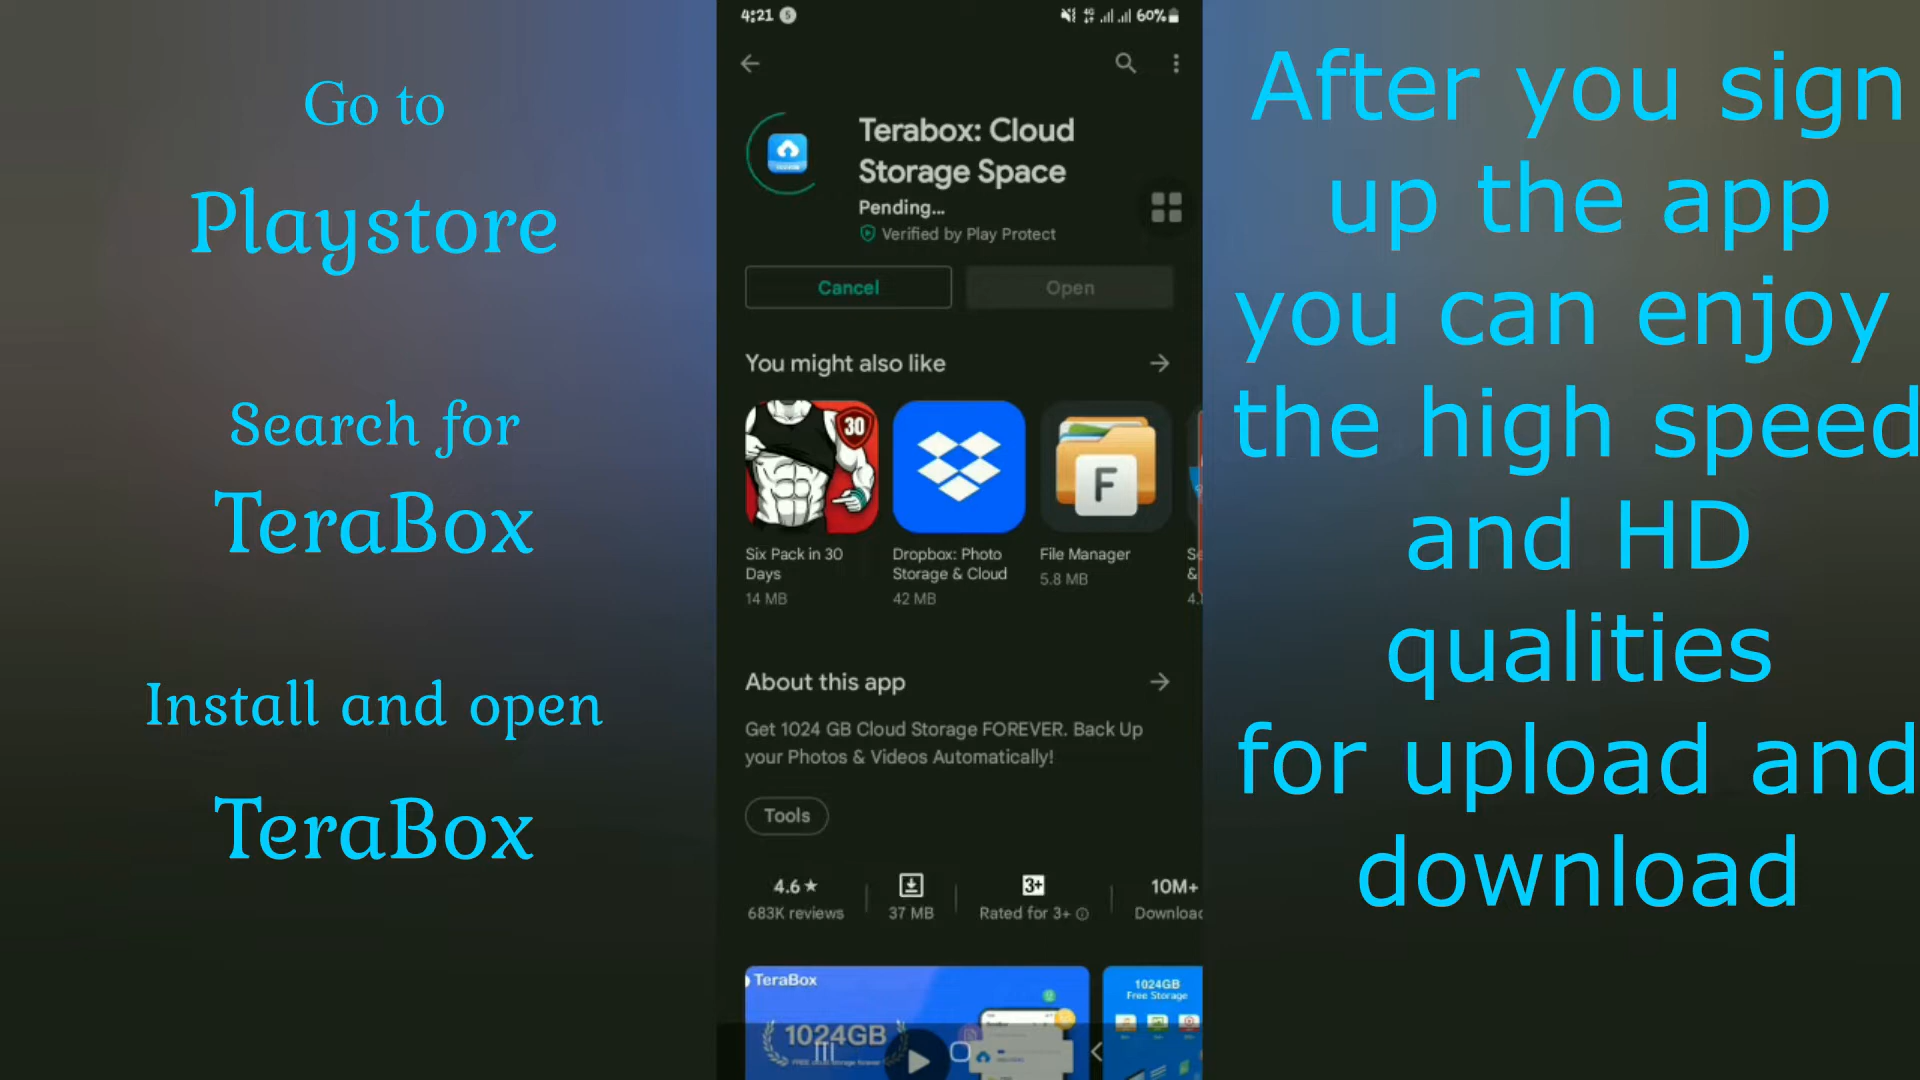 Go to
Playstore
Search for
TeraBox
Install and open
TeraBox
4:21 S
4G 60%
Terabox: Cloud
Storage Space
Pending...
Verified by Play Protect
Cancel
Open
You might also like
30
F
Six Pack in 30
Days
14 MB
Dropbox: Photo
Storage & Cloud
42 MB
File Manager
5.8 MB
&
About this app
Get 1024 GB Cloud Storage FOREVER. Back Up
your Photos & Videos Automatically!
Tools
4.6★
683K reviews
37 MB
3+
Rated for 3+
10M+
TeraBox
1024GB
1024GB
Free Storage
After you sign
up the app
you can enjoy
the high speed
and HD
qualities
for upload and
download